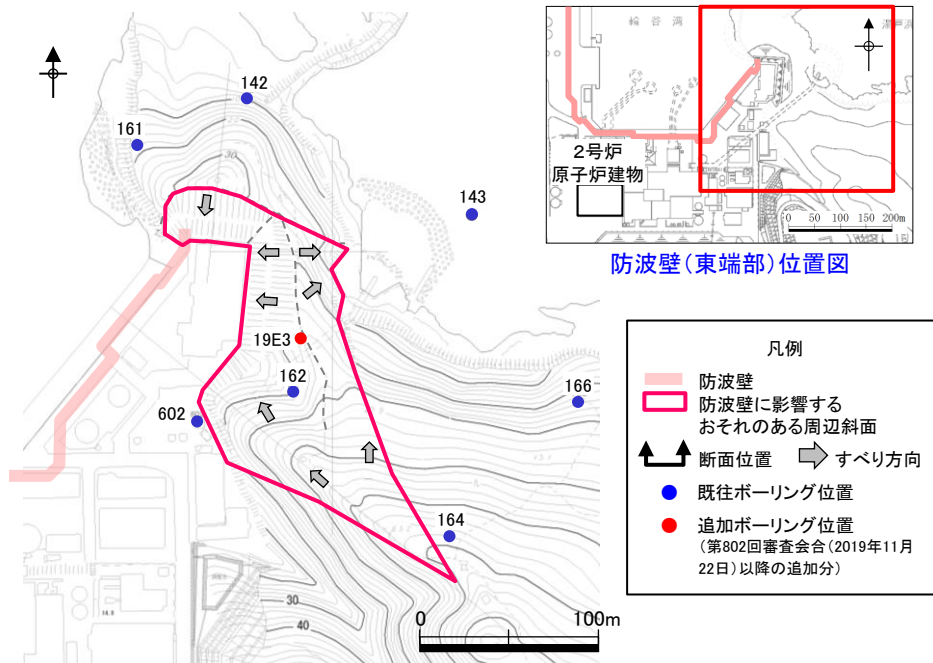 142
161
30
143
19E3
162
602
166
164
30
40
0
100m
輪谷湾
2号炉
原子炉建物
0 50 100 150 200m
防波壁(東端部)位置図
凡例
防波壁
防波壁に影響する
おそれのある周辺斜面
断面位置
すべり方向
既往ボーリング位置
追加ボーリング位置
(第802回審査会合(2019年11月
22日)以降の追加分)